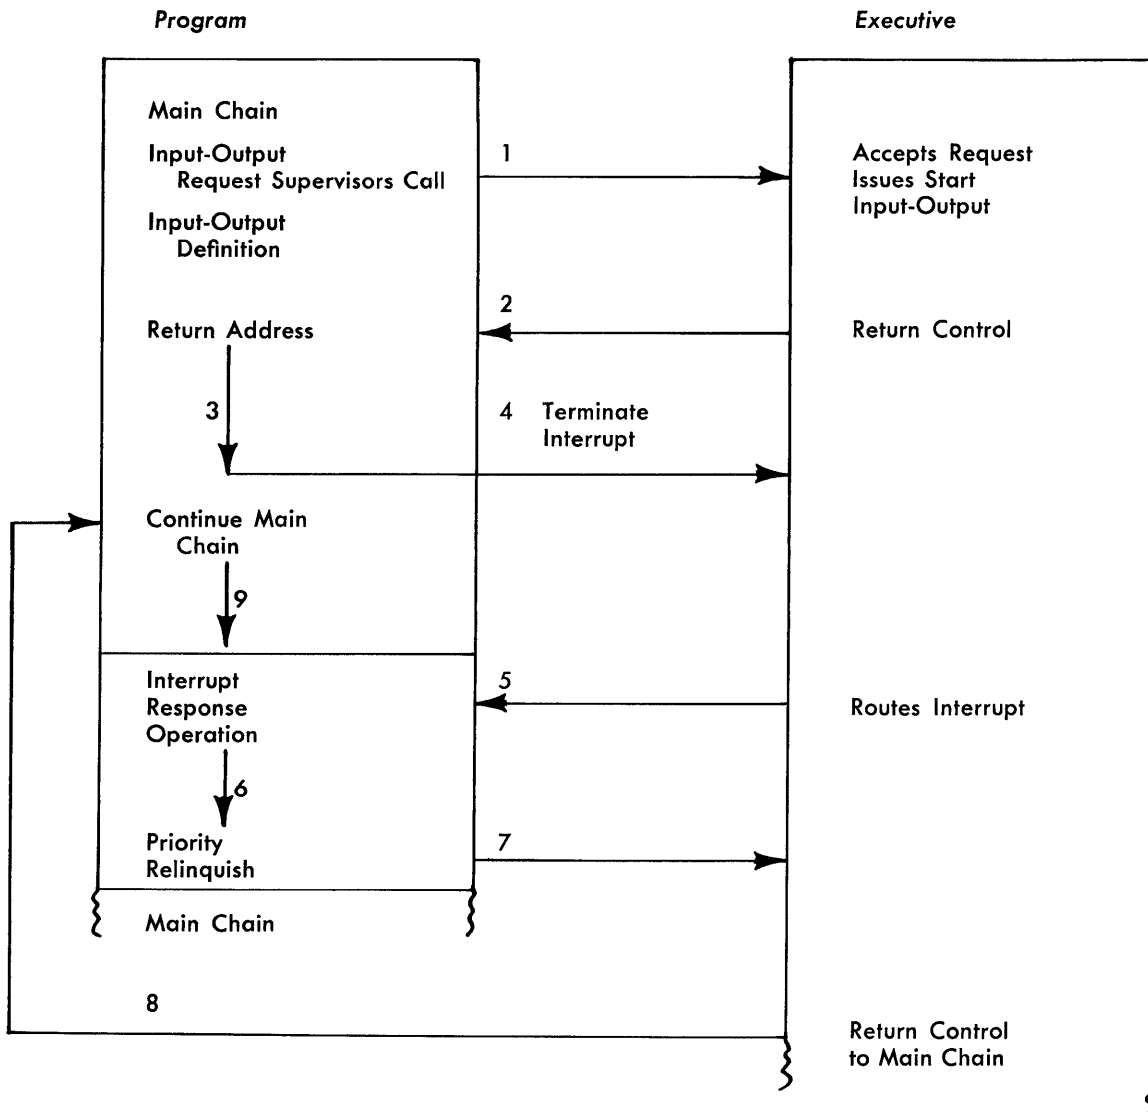 Program
Executive
Main Chain
Input-Output
Request Supervisors Call
Input-Output
Definition
1
Accepts Request
Issues Start
Input-Output
2
Return Address
Return Control
3
4 Terminate
Interrupt
Continue Main
Chain
9
Interrupt
Response
Operation
5
Routes Interrupt
6
Priority
Relinquish
7
Main Chain
8
Return Control
to Main Chain